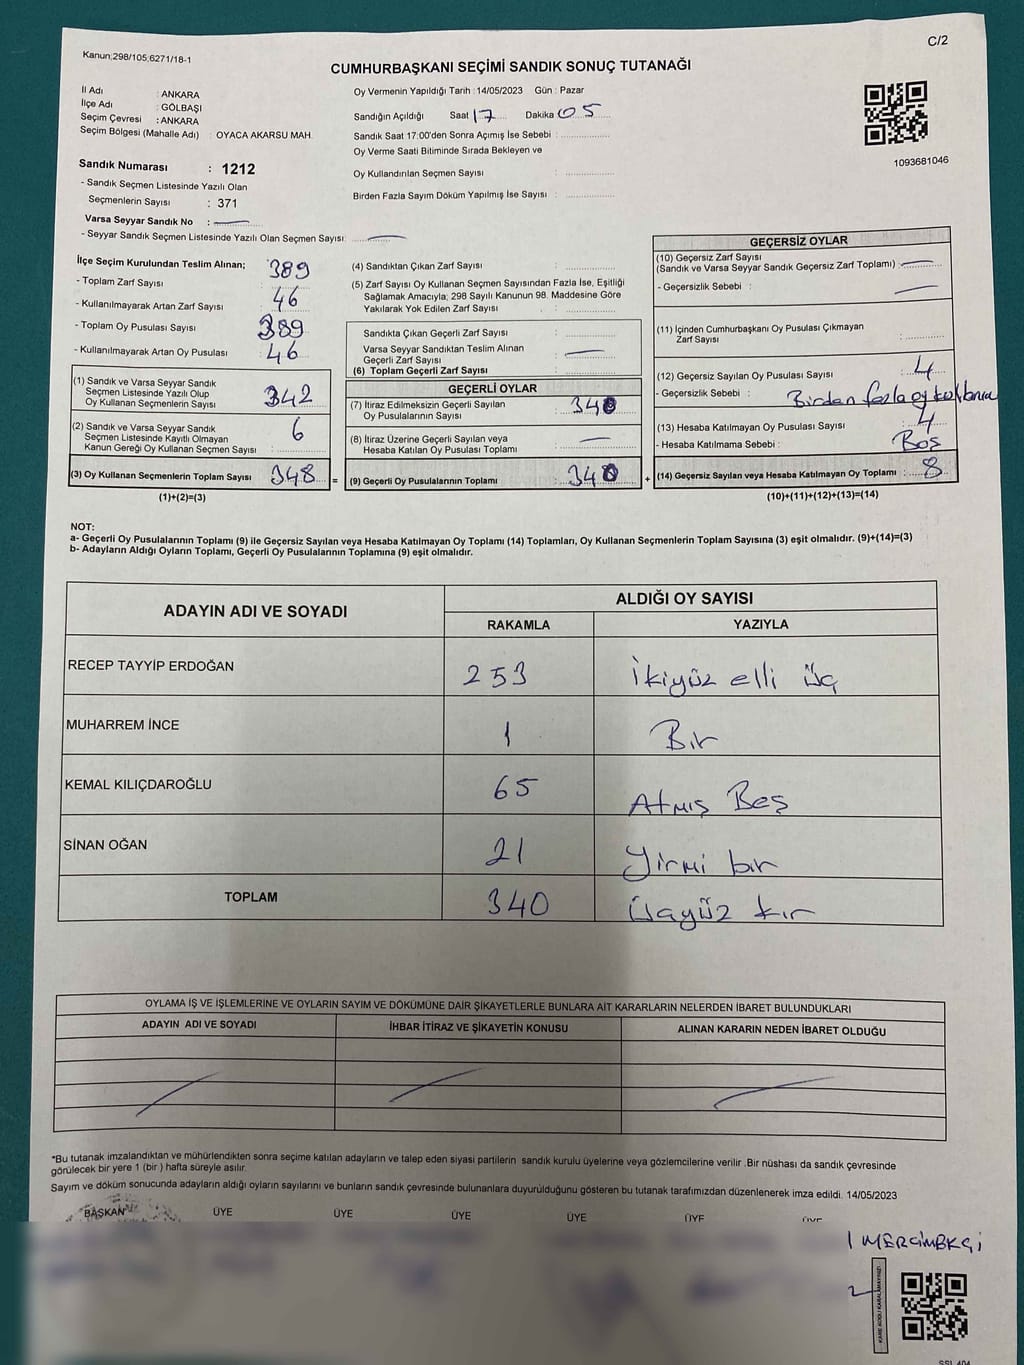 C/2
Kanun;298/105;6271/18-1
CUMHURBAŞKANI SEÇİMİ SANDIK SONUÇ TUTANAĞI
İl Adı : ANKARA
İlçe Adı : GÖLBAŞI
Seçim Çevresi : ANKARA
Seçim Bölgesi (Mahalle Adı) : OYACA AKARSU MAH.
Oy Vermenin Yapıldığı Tarih : 14/05/2023 Gün : Pazar
Sandığın Açıldığı Saat 17 Dakika 05
Sandık Saat 17:00'den Sonra Açımış İse Sebebi :
Oy Verme Saati Bitiminde Sırada Bekleyen ve
Oy Kullandırılan Seçmen Sayısı :
Birden Fazla Sayım Döküm Yapılmış İse Sayısı :
1093681046
Sandık Numarası : 1212
- Sandık Seçmen Listesinde Yazılı Olan
Seçmenlerin Sayısı : 371
Varsa Seyyar Sandık No : —
- Seyyar Sandık Seçmen Listesinde Yazılı Olan Seçmen Sayısı: —
İlçe Seçim Kurulundan Teslim Alınan;
- Toplam Zarf Sayısı 389
- Kullanılmayarak Artan Zarf Sayısı 46
- Toplam Oy Pusulası Sayısı 389
- Kullanılmayarak Artan Oy Pusulası 46
(1) Sandık ve Varsa Seyyar Sandık
Seçmen Listesinde Yazılı Olup
Oy Kullanan Seçmenlerin Sayısı 342
(2) Sandık ve Varsa Seyyar Sandık
Seçmen Listesinde Kayıtlı Olmayan
Kanun Gereği Oy Kullanan Seçmen Sayısı : 6
(3) Oy Kullanan Seçmenlerin Toplam Sayısı 348 =
(1)+(2)=(3)
(4) Sandıktan Çıkan Zarf Sayısı :
(5) Zarf Sayısı Oy Kullanan Seçmen Sayısından Fazla İse, Eşitliği
Sağlamak Amacıyla; 298 Sayılı Kanunun 98. Maddesine Göre
Yakılarak Yok Edilen Zarf Sayısı :
Sandıkta Çıkan Geçerli Zarf Sayısı :
Varsa Seyyar Sandıktan Teslim Alınan
Geçerli Zarf Sayısı : —
(6) Toplam Geçerli Zarf Sayısı :
GEÇERLİ OYLAR
(7) İtiraz Edilmeksizin Geçerli Sayılan
Oy Pusulalarının Sayısı : 340
(8) İtiraz Üzerine Geçerli Sayılan veya
Hesaba Katılan Oy Pusulası Toplamı : —
(9) Geçerli Oy Pusulalarının Toplamı : 340 +
GEÇERSİZ OYLAR
(10) Geçersiz Zarf Sayısı
(Sandık ve Varsa Seyyar Sandık Geçersiz Zarf Toplamı) : —
- Geçersizlik Sebebi : —
(11) İçinden Cumhurbaşkanı Oy Pusulası Çıkmayan
Zarf Sayısı :
(12) Geçersiz Sayılan Oy Pusulası Sayısı : 4
- Geçersizlik Sebebi : Birden fazla oy
(13) Hesaba Katılmayan Oy Pusulası Sayısı : 4
- Hesaba Katılmama Sebebi : Boş
(14) Geçersiz Sayılan veya Hesaba Katılmayan Oy Toplamı : 8
(10)+(11)+(12)+(13)=(14)
NOT:
a- Geçerli Oy Pusulalarının Toplamı (9) ile Geçersiz Sayılan veya Hesaba Katılmayan Oy Toplamı (14) Toplamları, Oy Kullanan Seçmenlerin Toplam Sayısına (3) eşit olmalıdır. (9)+(14)=(3)
b- Adayların Aldığı Oyların Toplamı, Geçerli Oy Pusulalarının Toplamına (9) eşit olmalıdır.
ADAYIN ADI VE SOYADI ALDIĞI OY SAYISI
RAKAMLA YAZIYLA
RECEP TAYYİP ERDOĞAN 253 İkiyüz elli üç
MUHARREM İNCE 1 Bir
KEMAL KILIÇDAROĞLU 65 Atmış Beş
SİNAN OĞAN 21 Yirmi bir
TOPLAM 340 Üçyüz kır
OYLAMA İŞ VE İŞLEMLERİNE VE OYLARIN SAYIM VE DÖKÜMÜNE DAİR ŞİKAYETLERLE BUNLARA AİT KARARLARIN NELERDEN İBARET BULUNDUKLARI
ADAYIN ADI VE SOYADI İHBAR İTİRAZ VE ŞİKAYETİN KONUSU ALINAN KARARIN NEDEN İBARET OLDUĞU
*Bu tutanak imzalandıktan ve mühürlendikten sonra seçime katılan adayların ve talep eden siyasi partilerin sandık kurulu üyelerine veya gözlemcilerine verilir .Bir nüshası da sandık çevresinde
görülecek bir yere 1 (bir ) hafta süreyle asılır.
Sayım ve döküm sonucunda adayların aldığı oyların sayılarını ve bunların sandık çevresinde bulunanlara duyurulduğunu gösteren bu tutanak tarafımızdan düzenlenerek imza edildi. 14/05/2023
BAŞKAN ÜYE ÜYE ÜYE ÜYE ÜYE ÜYE
KARE KODU KARALAMAYINIZ!